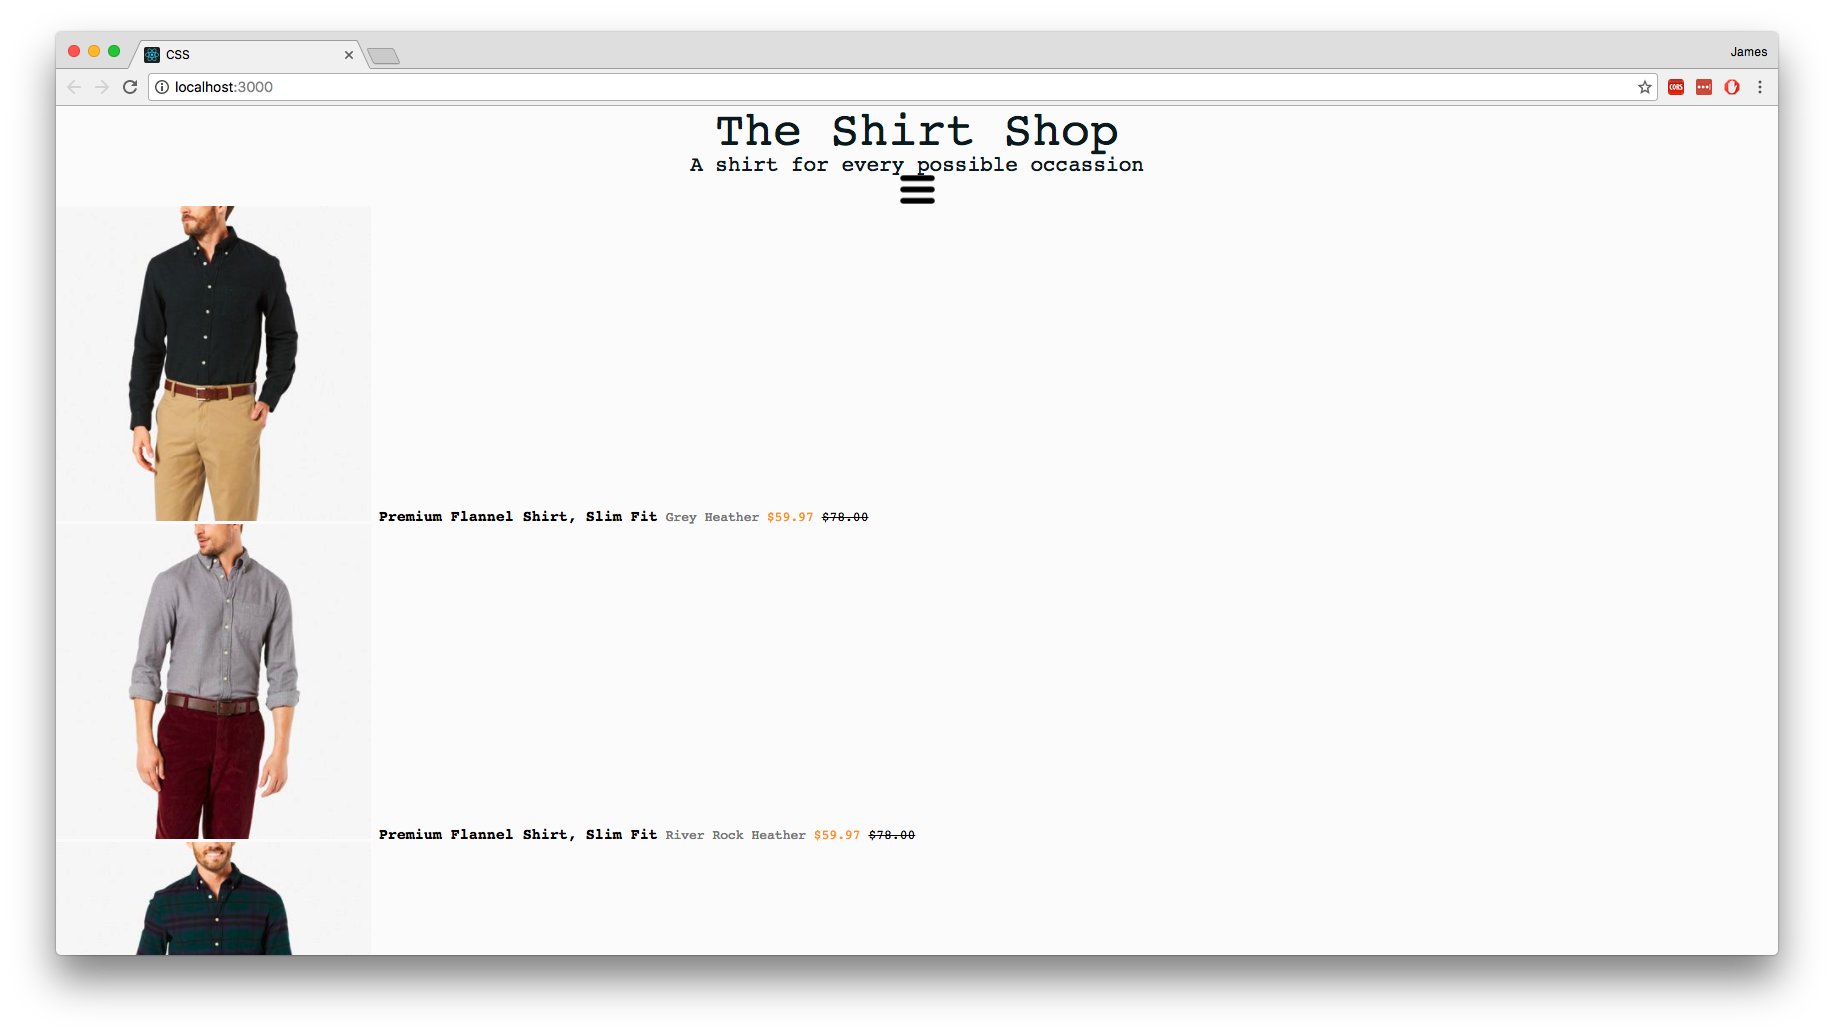 CSS
James
localhost:3000
CORS
The Shirt Shop
A shirt for every possible occassion
Premium Flannel Shirt, Slim Fit Grey Heather $59.97 $78.00
Premium Flannel Shirt, Slim Fit River Rock Heather $59.97 $78.00